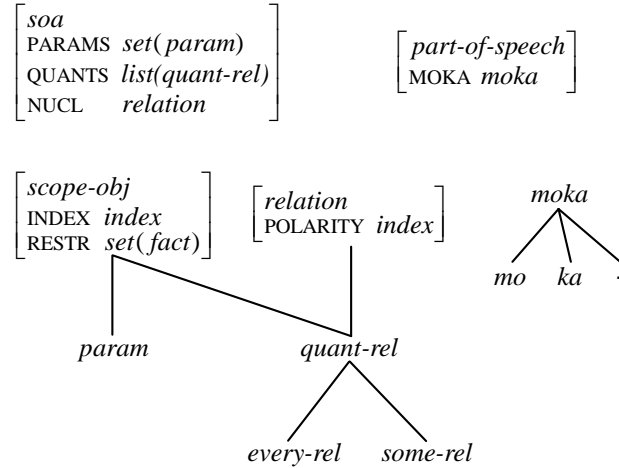 soa
PARAMS set(param)
QUANTS list(quant-rel)
NUCL relation
part-of-speech
MOKA moka
scope-obj
INDEX index
RESTR set(fact)
relation
POLARITY index
moka
mo ka
param
quant-rel
every-rel some-rel